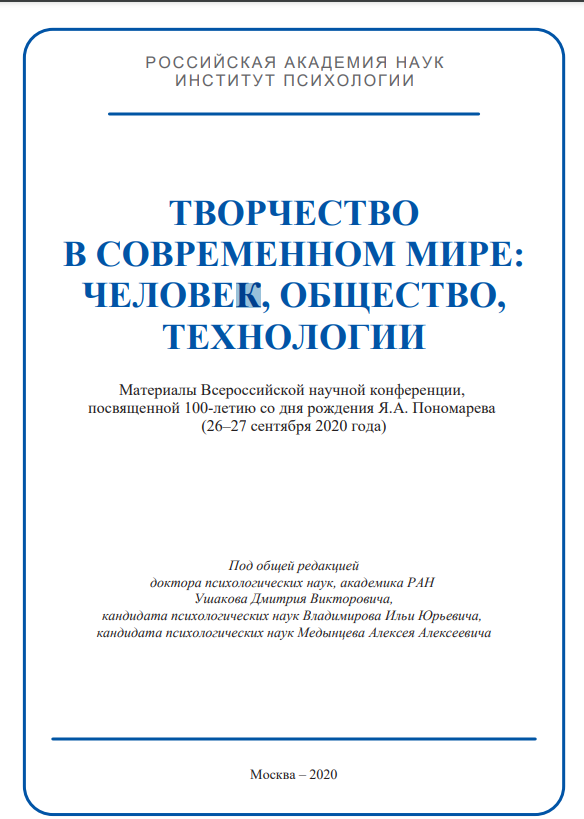 РОССИЙСКАЯ АКАДЕМИЯ НАУК
ИНСТИТУТ ПСИХОЛОГИИ
ТВОРЧЕСТВО
В СОВРЕМЕННОМ МИРЕ:
ЧЕЛОВЕК, ОБЩЕСТВО,
ТЕХНОЛОГИИ
Материалы Всероссийской научной конференции,
посвященной 100-летию со дня рождения Я.А. Пономарева
(26–27 сентября 2020 года)
Под общей редакцией
доктора психологических наук, академика РАН
Ушакова Дмитрия Викторовича,
кандидата психологических наук Владимирова Ильи Юрьевича,
кандидата психологических наук Медынцева Алексея Алексеевича
Москва – 2020